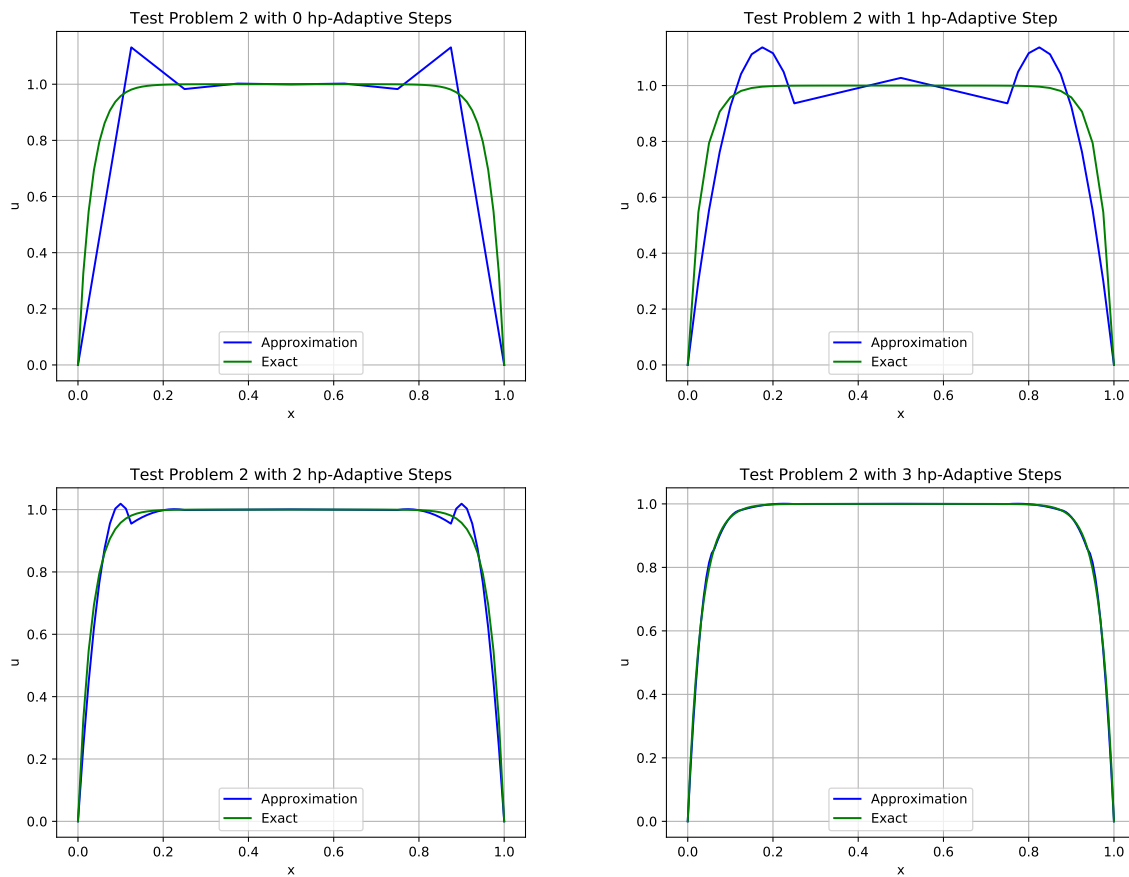 Test Problem 2 with 0 hp-Adaptive Steps
1.0
0.8
0.6
0.4
0.2
0.0
u
0.0 0.2 0.4 0.6 0.8 1.0
x
Approximation
Exact
Test Problem 2 with 1 hp-Adaptive Step
1.0
0.8
0.6
0.4
0.2
0.0
u
0.0 0.2 0.4 0.6 0.8 1.0
x
Approximation
Exact
Test Problem 2 with 2 hp-Adaptive Steps
1.0
0.8
0.6
0.4
0.2
0.0
u
0.0 0.2 0.4 0.6 0.8 1.0
x
Approximation
Exact
Test Problem 2 with 3 hp-Adaptive Steps
1.0
0.8
0.6
0.4
0.2
0.0
u
0.0 0.2 0.4 0.6 0.8 1.0
x
Approximation
Exact